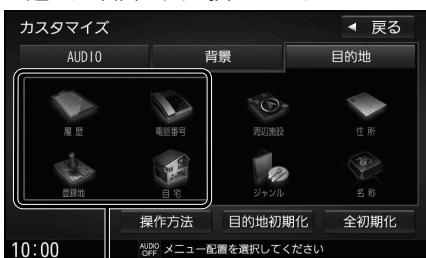 カスタマイズ
◀ 戻る
AUDIO 背景 目的地
履歴 電話番号 周辺施設 住所
登録地 自宅 ジャンル 名称
操作方法 目的地初期化 全初期化
10:00 AUDIO OFF メニュー配置を選択してください